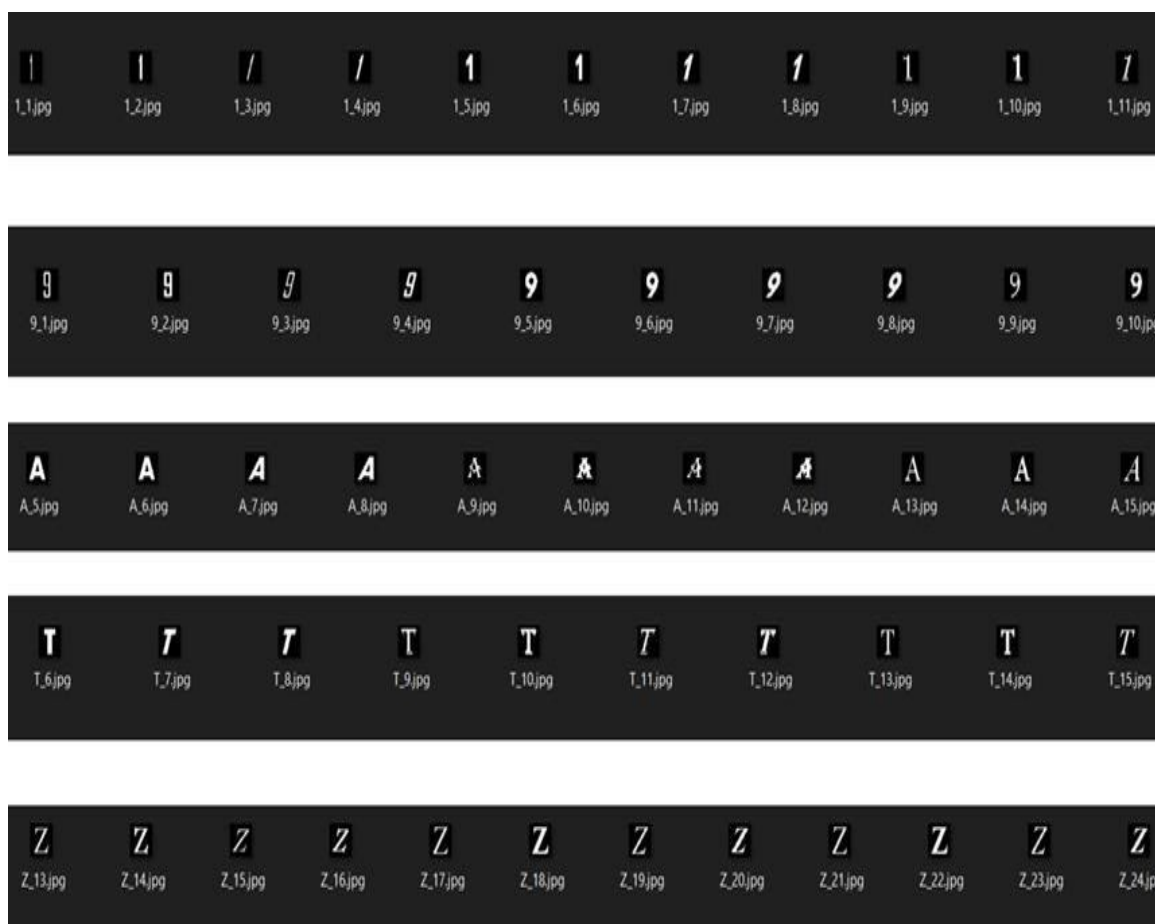 1 1 1 1 1 1 1 1 1 1 1
1_1.jpg 1_2.jpg 1_3.jpg 1_4.jpg 1_5.jpg 1_6.jpg 1_7.jpg 1_8.jpg 1_9.jpg 1_10.jpg 1_11.jpg
9 9 9 9 9 9 9 9 9 9
9_1.jpg 9_2.jpg 9_3.jpg 9_4.jpg 9_5.jpg 9_6.jpg 9_7.jpg 9_8.jpg 9_9.jpg 9_10.jp
A A A A A A A A A A A
A_5.jpg A_6.jpg A_7.jpg A_8.jpg A_9.jpg A_10.jpg A_11.jpg A_12.jpg A_13.jpg A_14.jpg A_15.jpg
T T T T T T T T T T
T_6.jpg T_7.jpg T_8.jpg T_9.jpg T_10.jpg T_11.jpg T_12.jpg T_13.jpg T_14.jpg T_15.jpg
Z Z Z Z Z Z Z Z Z Z Z Z
Z_13.jpg Z_14.jpg Z_15.jpg Z_16.jpg Z_17.jpg Z_18.jpg Z_19.jpg Z_20.jpg Z_21.jpg Z_22.jpg Z_23.jpg Z_24.jp